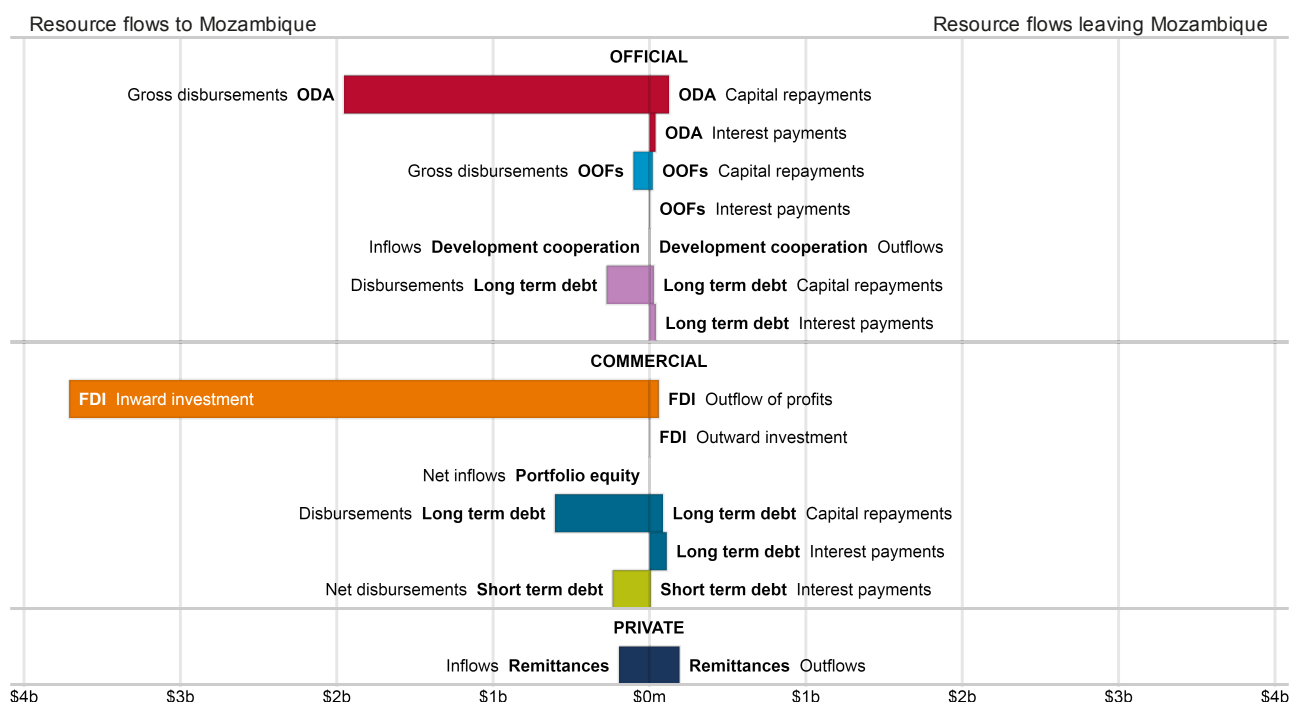 Resource flows to Mozambique Resource flows leaving Mozambique
OFFICIAL
Gross disbursements ODA ODA Capital repayments
ODA Interest payments
Gross disbursements OOFs OOFs Capital repayments
OOFs Interest payments
Inflows Development cooperation Development cooperation Outflows
Disbursements Long term debt Long term debt Capital repayments
Long term debt Interest payments
COMMERCIAL
FDI Inward investment FDI Outflow of profits
FDI Outward investment
Net inflows Portfolio equity
Disbursements Long term debt Long term debt Capital repayments
Long term debt Interest payments
Net disbursements Short term debt Short term debt Interest payments
PRIVATE
Inflows Remittances Remittances Outflows
$4b $3b $2b $1b $0m $1b $2b $3b $4b